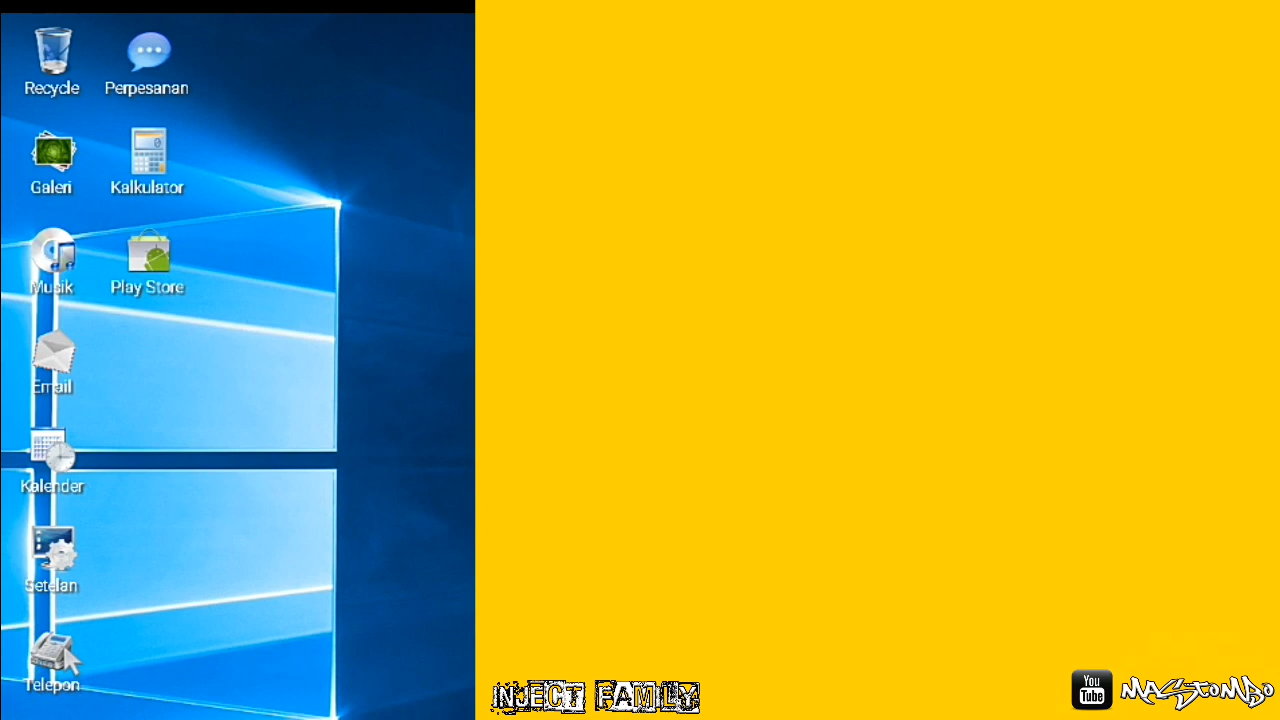 Recycle
Perpesanan
Galeri
Kalkulator
Musik
Play Store
Email
Kalender
Setelan
Telepon
INJECT FAMILY
You
Tube
MASTOMBO